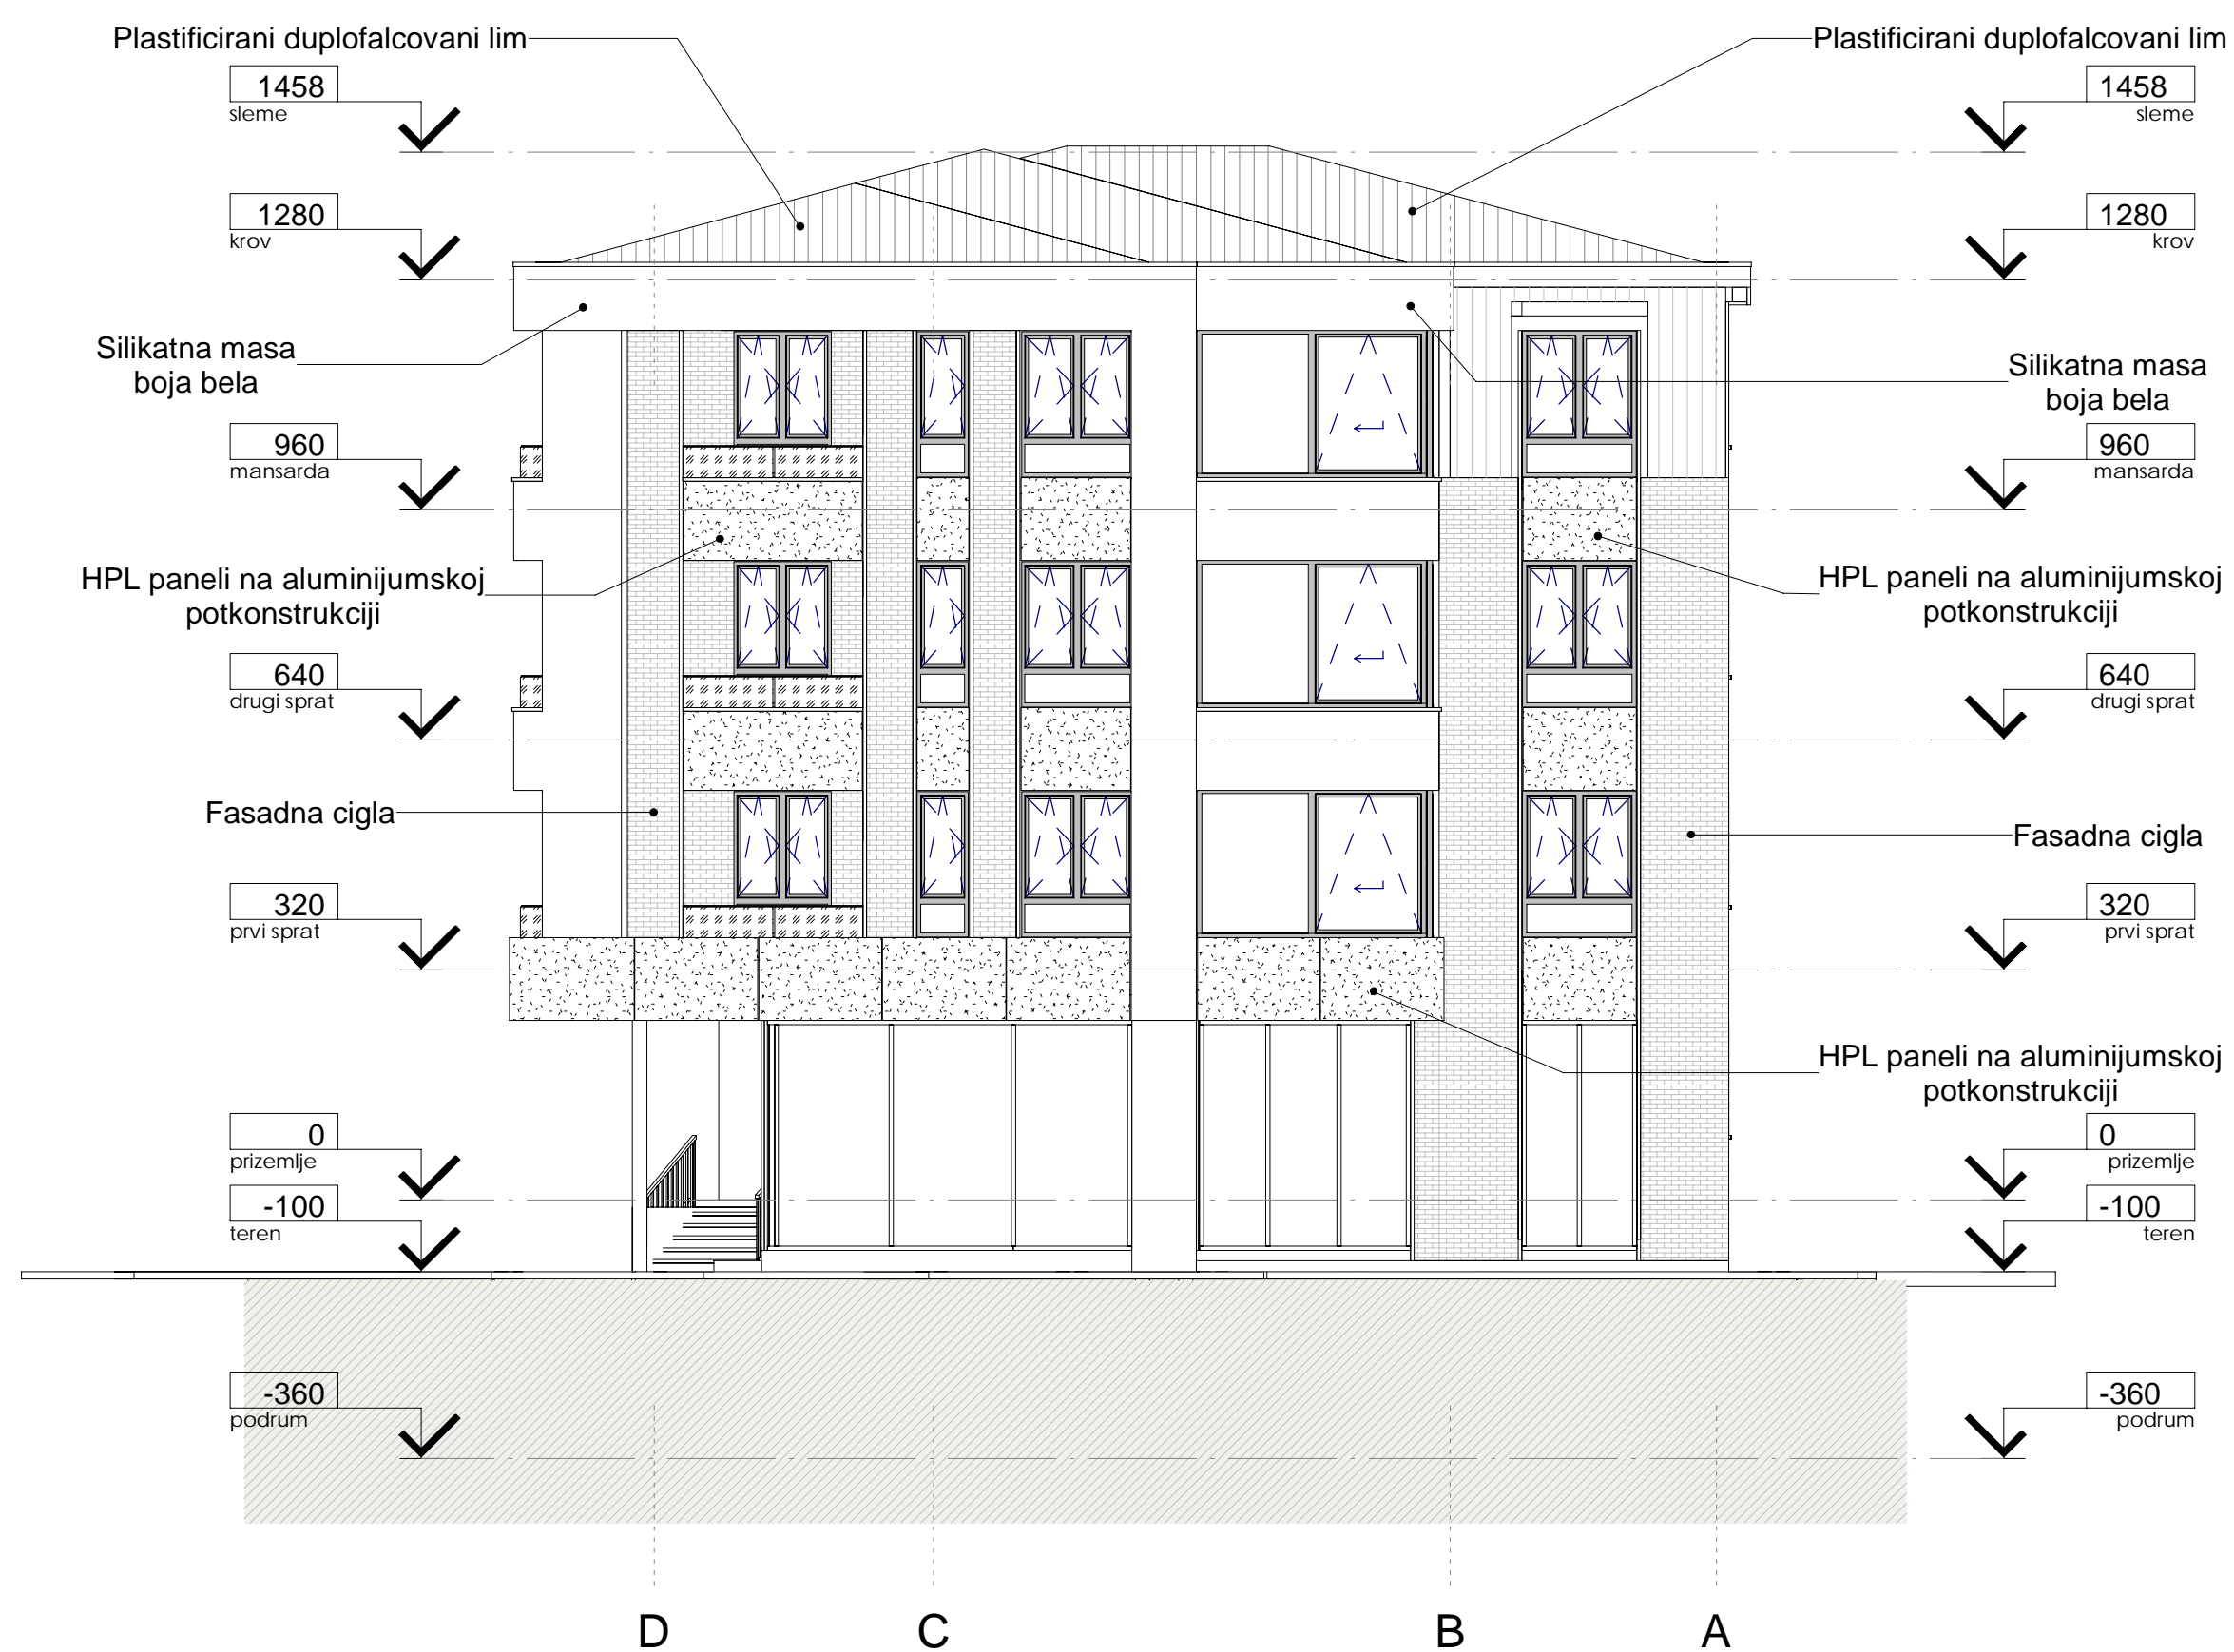 Plastificirani duplofalcovani lim
Plastificirani duplofalcovani lim
1458
sleme
1458
sleme
1280
krov
1280
krov
Silikatna masa
boja bela
Silikatna masa
boja bela
960
mansarda
960
mansarda
HPL paneli na aluminijumskoj
potkonstrukciji
HPL paneli na aluminijumskoj
potkonstrukciji
640
drugi sprat
640
drugi sprat
Fasadna cigla
Fasadna cigla
320
prvi sprat
320
prvi sprat
HPL paneli na aluminijumskoj
potkonstrukciji
0
prizemlje
0
prizemlje
-100
teren
-100
teren
-360
podrum
-360
podrum
D C B A